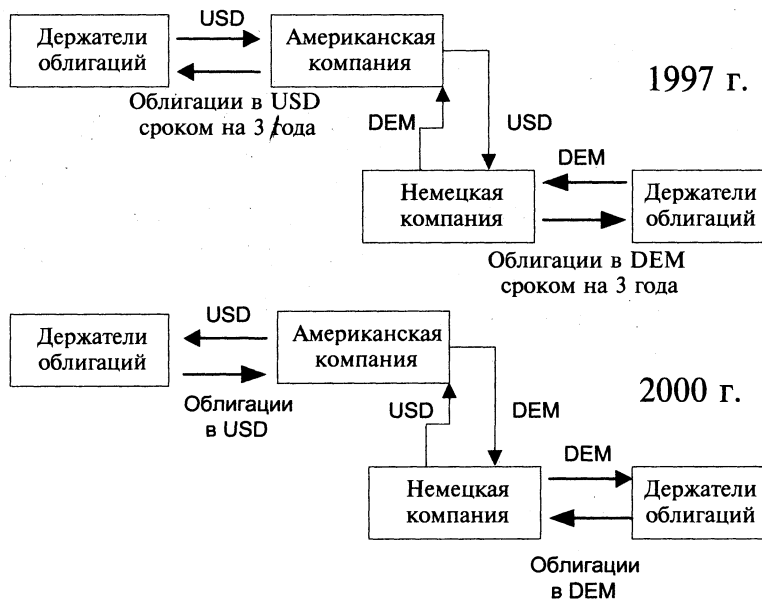 USD
Держатели
облигаций
Американская
компания
1997 г.
Облигации в USD
сроком на 3 года
DEM
USD
DEM
Немецкая
компания
Держатели
облигаций
Облигации в DEM
сроком на 3 года
USD
Держатели
облигаций
Американская
компания
2000 г.
Облигации
в USD
USD
DEM
DEM
Немецкая
компания
Держатели
облигаций
Облигации
в DEM